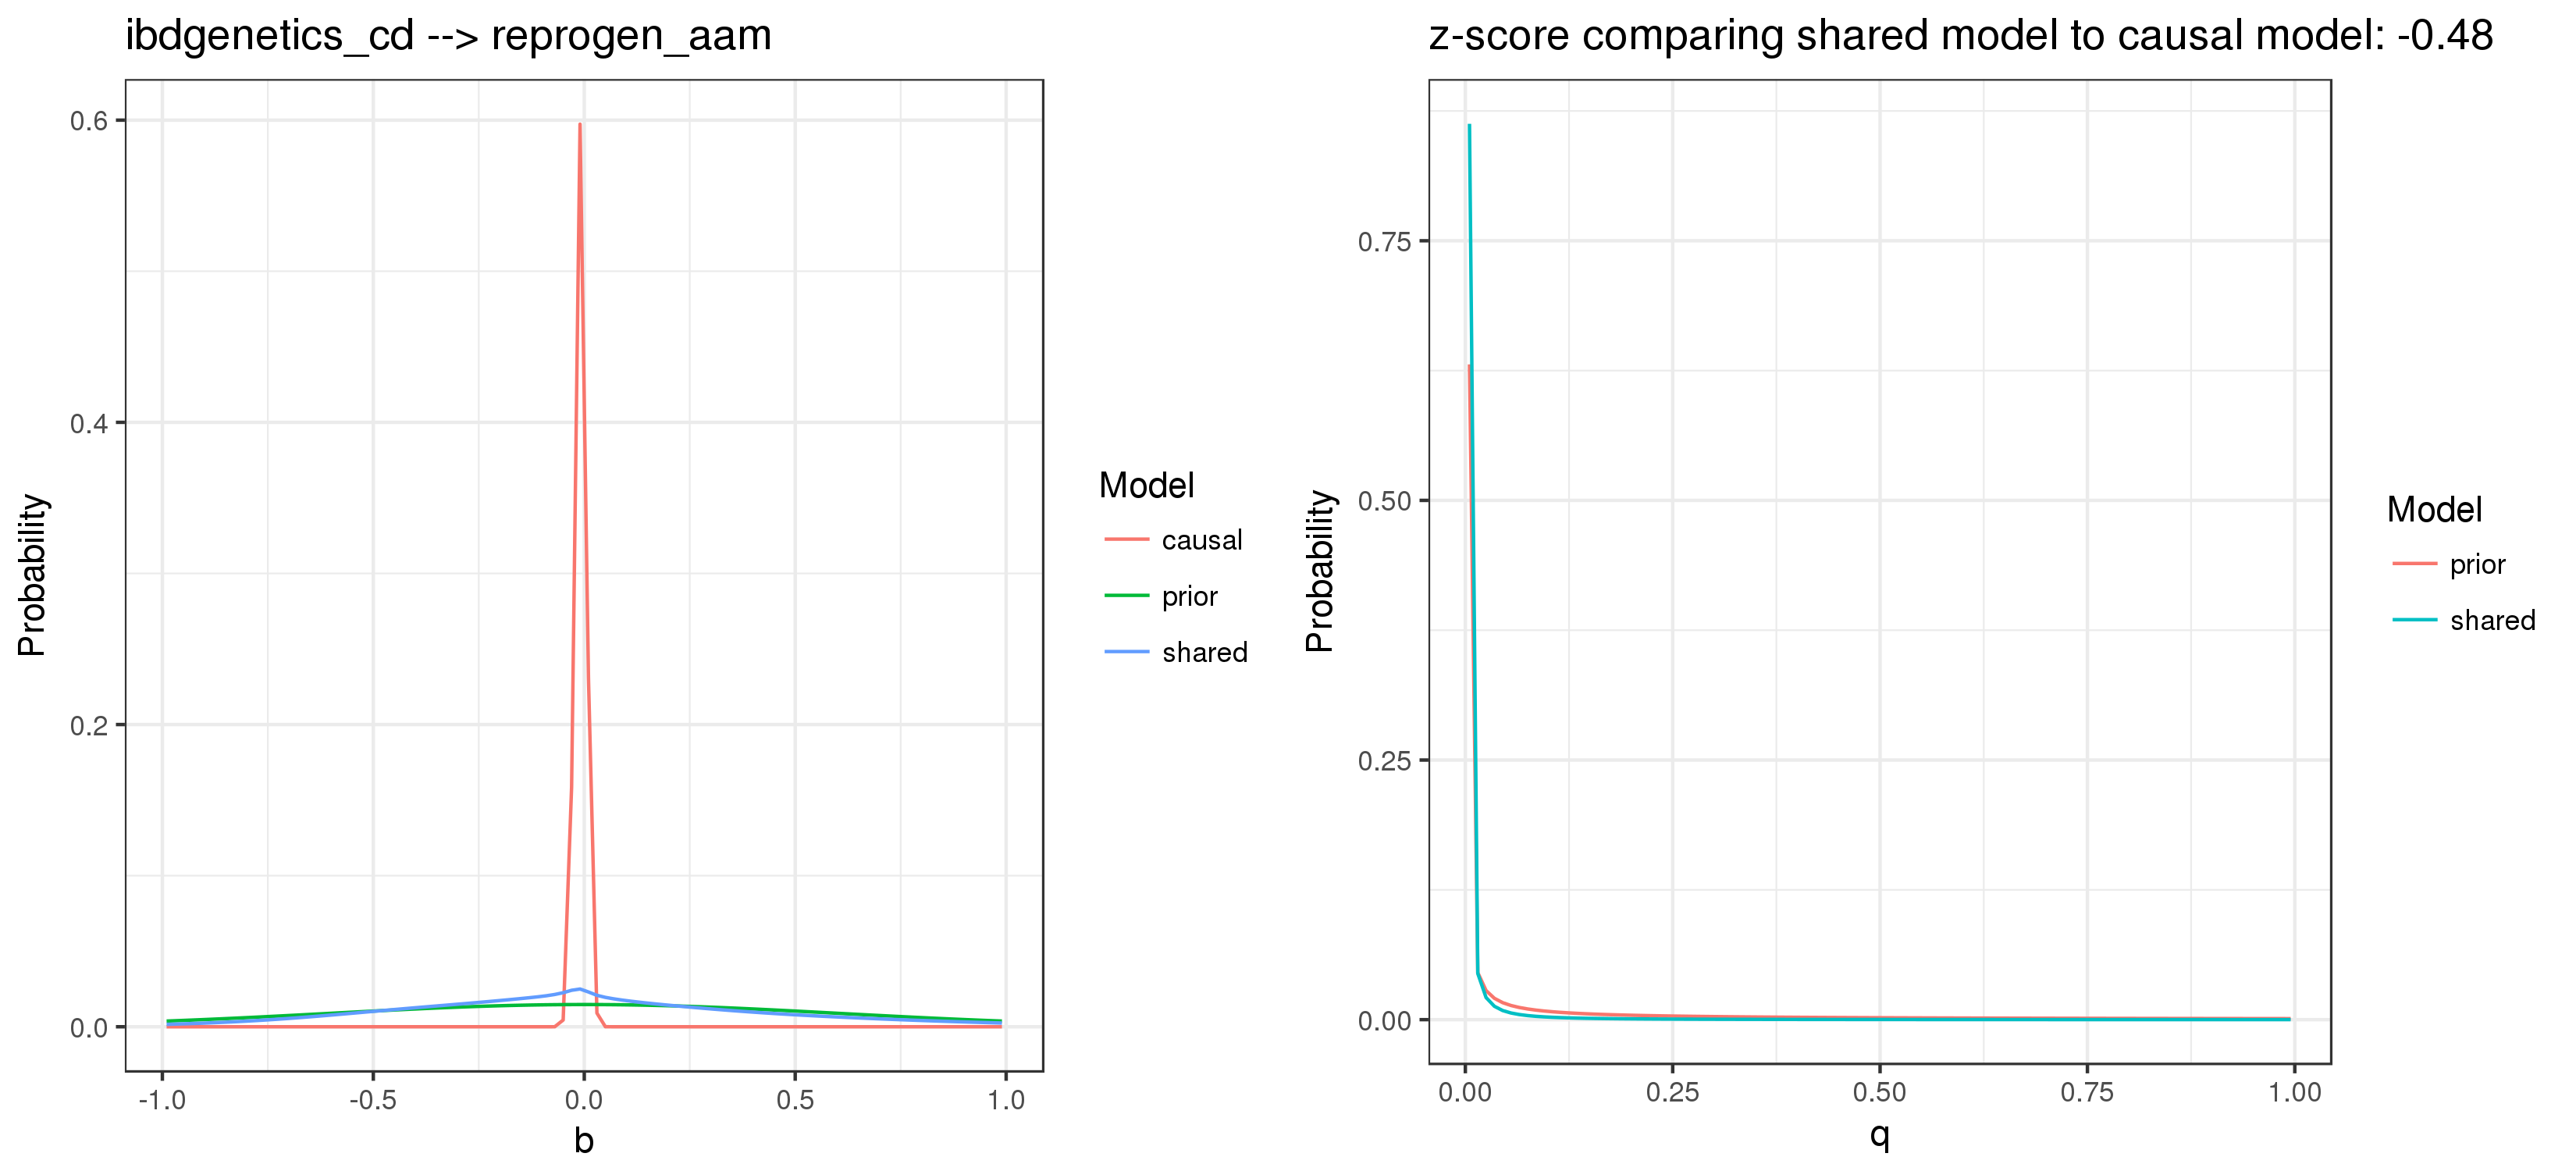 ibdgenetics_cd --> reprogen_aam
Probability
0.6
0.4
0.2
0.0
-1.0
-0.5
0.0
0.5
1.0
b
Model
causal
prior
shared
z-score comparing shared model to causal model: -0.48
Probability
0.75
0.50
0.25
0.00
0.00
0.25
0.50
0.75
1.00
q
Model
prior
shared